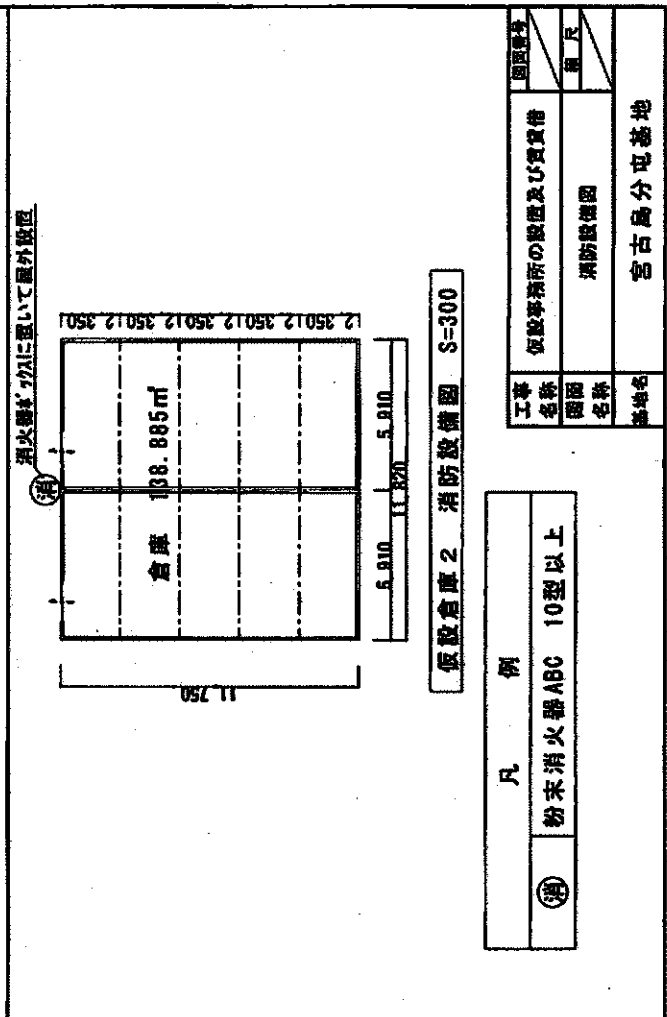 消火器ボックスに置いて屋外設置
消
2,350 2,350 2,350 2,350 2,350
倉庫 138.885㎡
11,750
5,910 5,910
11,820
仮設倉庫2 消防設備図 S=300
凡 例
消 粉末消火器ABC 10型以上
工事名称 仮設事務所の設置及び賃貸借 図面番号
図面名称 消防設備図 縮尺
基地名 宮古島分屯基地